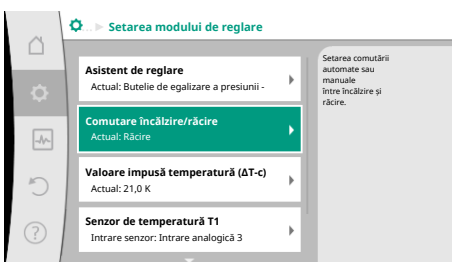 ... Setarea modului de reglare
Asistent de reglare
Actual: Butelie de egalizare a presiunii -
Comutare încălzire/răcire
Actual: Răcire
Valoare impusă temperatură (ΔT-c)
Actual: 21,0 K
Senzor de temperatură T1
Intrare senzor: Intrare analogică 3
Setarea comutării
automate sau
manuale
între încălzire și
răcire.
?